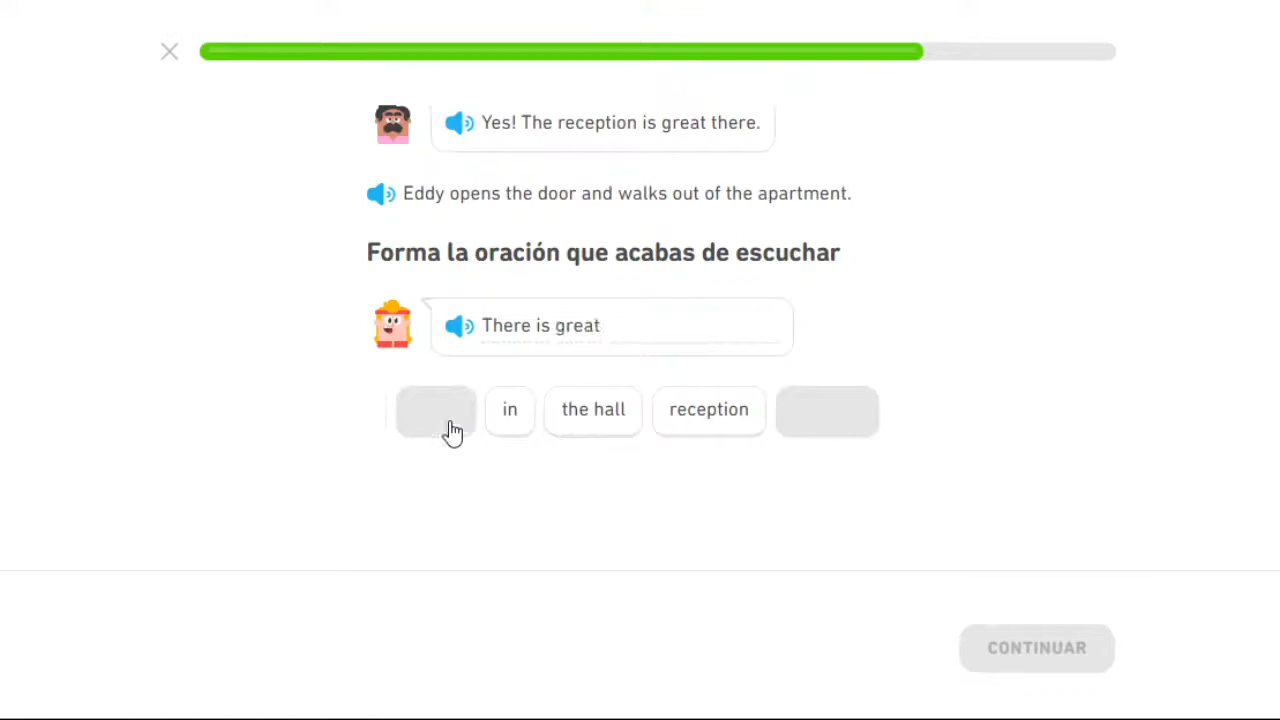 Yes! The reception is great there.
Eddy opens the door and walks out of the apartment.
Forma la oración que acabas de escuchar
There is great
in
the hall
reception
CONTINUAR